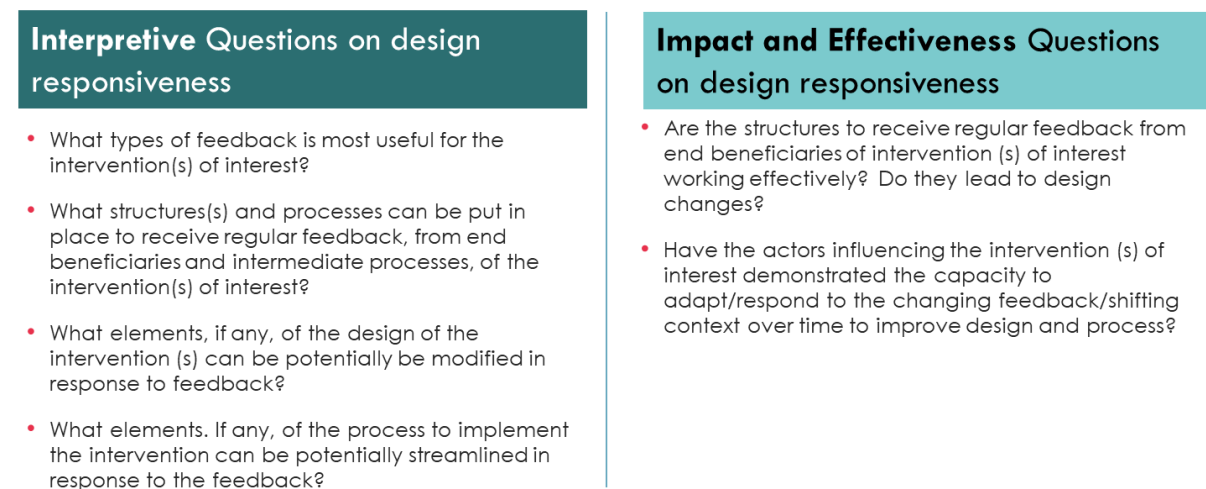 Interpretive Questions on design
responsiveness
• What types of feedback is most useful for the
intervention(s) of interest?
• What structures(s) and processes can be put in
place to receive regular feedback, from end
beneficiaries and intermediate processes, of the
intervention(s) of interest?
• What elements, if any, of the design of the
intervention (s) can be potentially be modified in
response to feedback?
• What elements. If any, of the process to implement
the intervention can be potentially streamlined in
response to the feedback?
Impact and Effectiveness Questions
on design responsiveness
• Are the structures to receive regular feedback from
end beneficiaries of intervention (s) of interest
working effectively? Do they lead to design
changes?
• Have the actors influencing the intervention (s) of
interest demonstrated the capacity to
adapt/respond to the changing feedback/shifting
context over time to improve design and process?